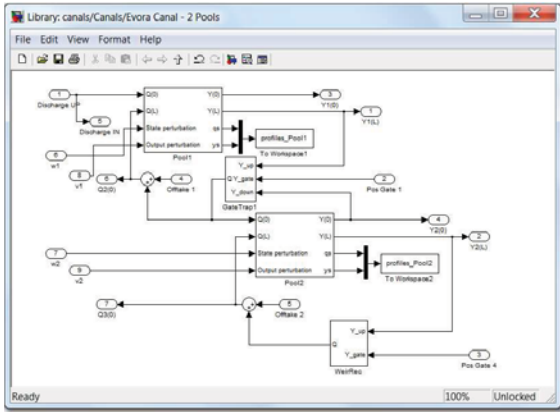 Library: canals/Canals/Evora Canal - 2 Pools
File Edit View Format Help
1
Discharge UP
5
Discharge IN
6
w1
8
v1
6
Q2(0)
4
Offtake 1
Q(0)
Q(L)
State perturbation
Output perturbation
Y(0)
Y(L)
qs
ys
Pool1
3
Y1(0)
1
Y1(L)
profiles_Pool1
To Workspace1
Y_up
Q Y_gate
Y_down
GateTrap1
2
Pos Gate 1
7
w2
9
v2
Q(0)
Q(L)
State perturbation
Output perturbation
Y(0)
Y(L)
qs
ys
Pool2
4
Y2(0)
2
Y2(L)
profiles_Pool2
To Workspace2
7
Q3(0)
5
Offtake 2
Y_up
Q
Y_gate
WeirRec
3
Pos Gate 4
Ready
100%
Unlocked